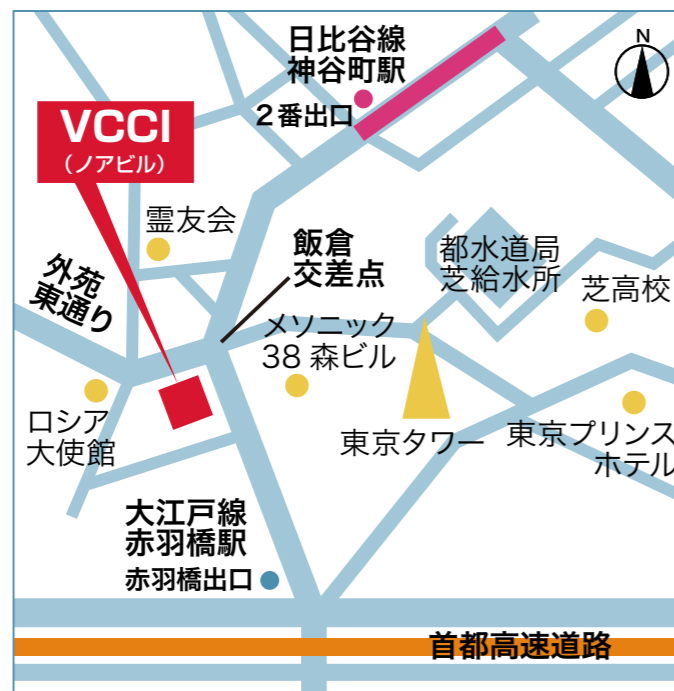 日比谷線
神谷町駅
２番出口
N
VCCI
（ノアビル）
霊友会
飯倉
交差点
都水道局
芝給水所
芝高校
外苑
東通り
メソニック
38 森ビル
ロシア
大使館
東京タワー
東京プリンス
ホテル
大江戸線
赤羽橋駅
赤羽橋出口
首都高速道路